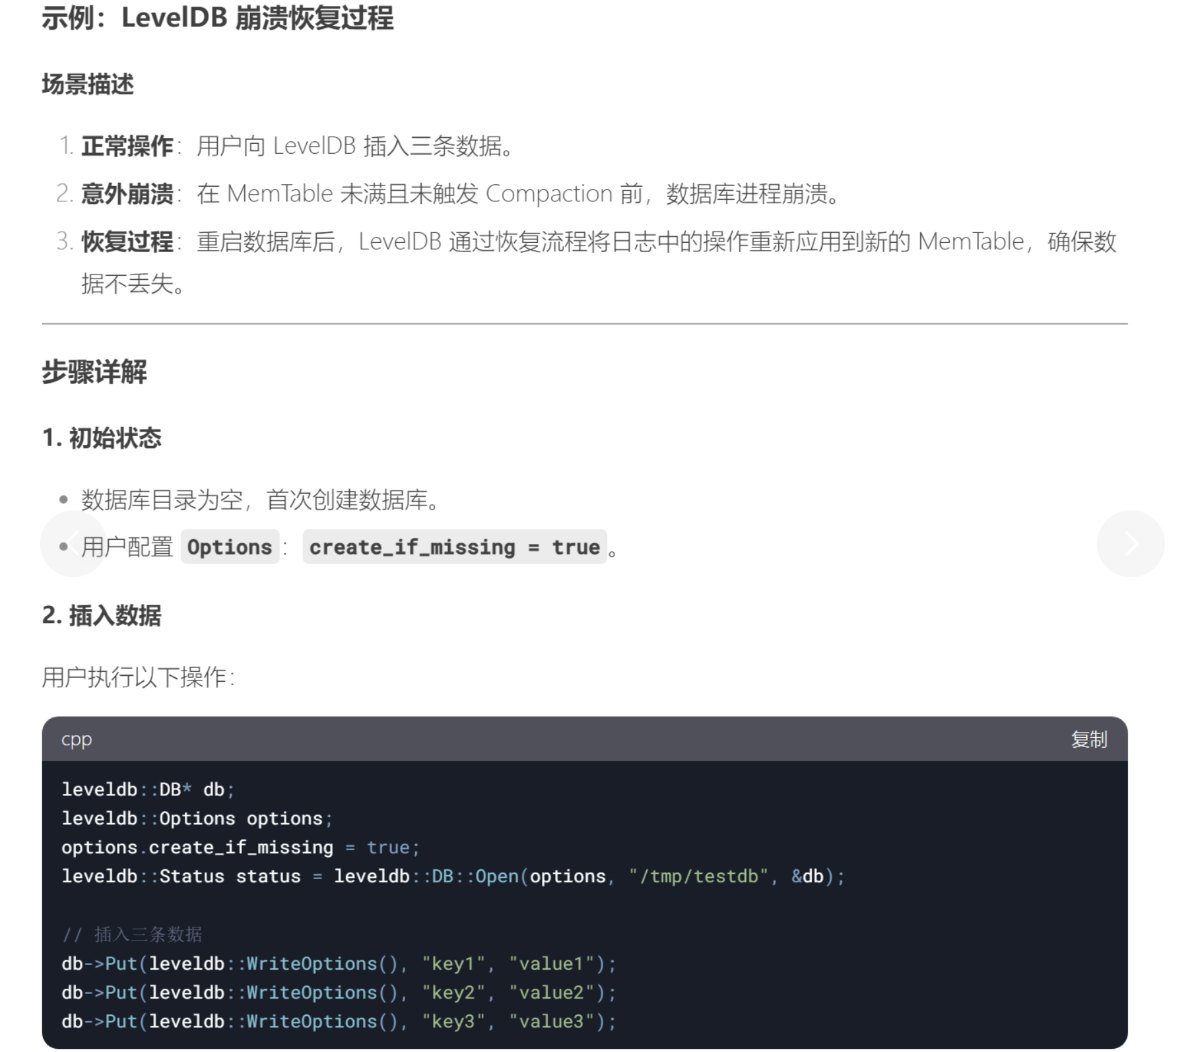 示例：LevelDB 崩溃恢复过程
场景描述
1. 正常操作：用户向 LevelDB 插入三条数据。
2. 意外崩溃：在 MemTable 未满且未触发 Compaction 前，数据库进程崩溃。
3. 恢复过程：重启数据库后，LevelDB 通过恢复流程将日志中的操作重新应用到新的 MemTable，确保数
据不丢失。
步骤详解
1. 初始状态
• 数据库目录为空，首次创建数据库。
• 用户配置 Options：create_if_missing = true。
2. 插入数据
用户执行以下操作：
cpp 复制
leveldb::DB* db;
leveldb::Options options;
options.create_if_missing = true;
leveldb::Status status = leveldb::DB::Open(options, "/tmp/testdb", &db);
// 插入三条数据
db->Put(leveldb::WriteOptions(), "key1", "value1");
db->Put(leveldb::WriteOptions(), "key2", "value2");
db->Put(leveldb::WriteOptions(), "key3", "value3");